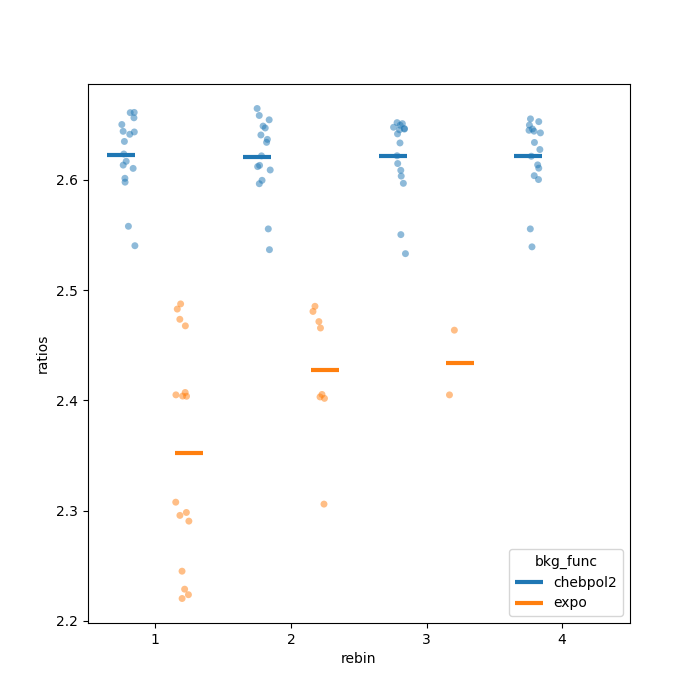 ratios
2.6
2.5
2.4
2.3
2.2
1 2 3 4
rebin
bkg_func
chebpol2
expo